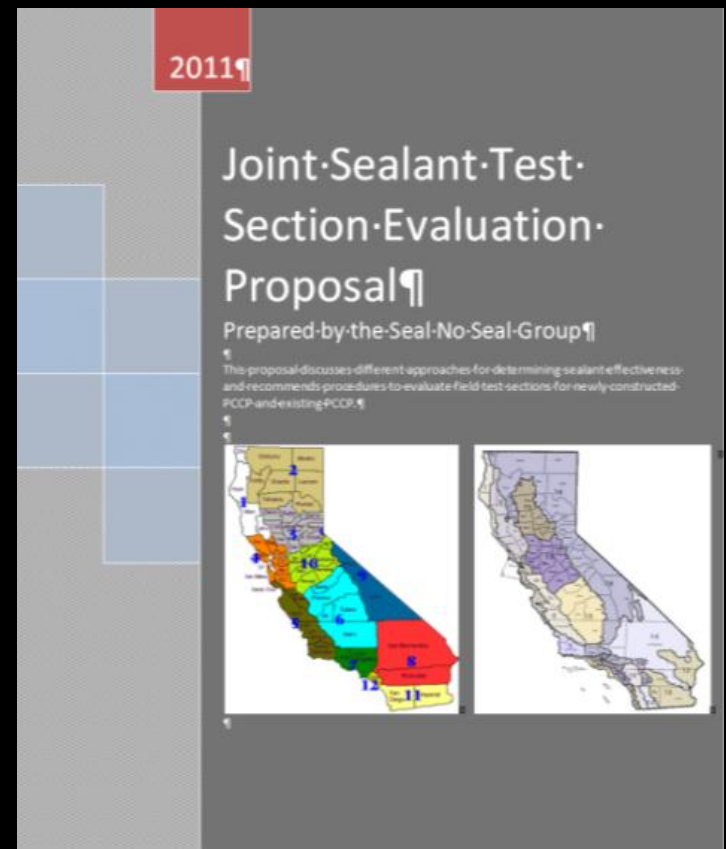 2011¶
Joint·Sealant·Test·
Section·Evaluation·
Proposal¶
Prepared·by·the·Seal·No·Seal·Group¶
¶
This·proposal·discusses·different·approaches·for·determining·sealant·effectiveness·
and·recommends·procedures·to·evaluate·field·test·sections·for·newly·constructed·
PCCP·and·existing·PCCP.¶
¶
¶
2
1
3
4
10
9
5
6
7
8
12
11
¶